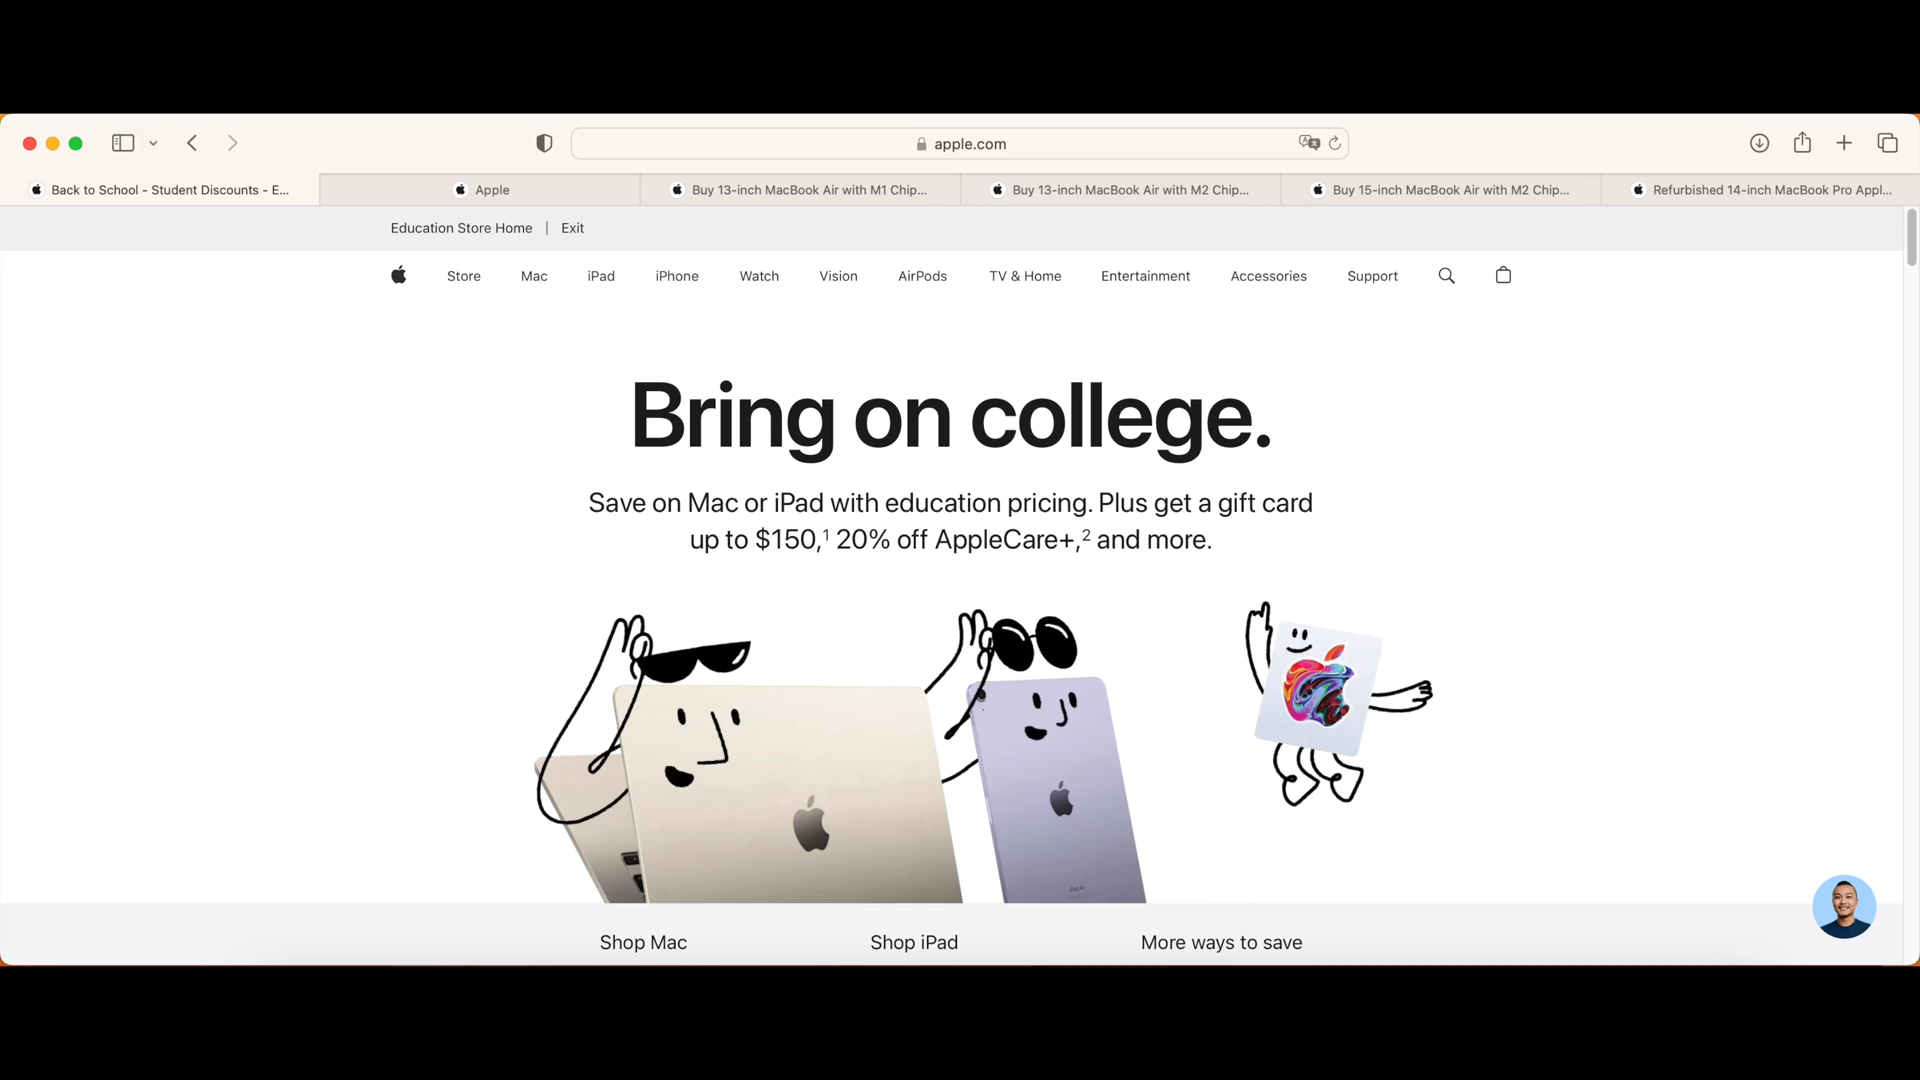 apple.com
Back to School - Student Discounts - E...
Apple
Buy 13-inch MacBook Air with M1 Chip...
Buy 13-inch MacBook Air with M2 Chip...
Buy 15-inch MacBook Air with M2 Chip...
Refurbished 14-inch MacBook Pro Appl...
Education Store Home | Exit
Store Mac iPad iPhone Watch Vision AirPods TV & Home Entertainment Accessories Support
Bring on college.
Save on Mac or iPad with education pricing. Plus get a gift card
up to $150,¹ 20% off AppleCare+,² and more.
iPad
Shop Mac Shop iPad More ways to save